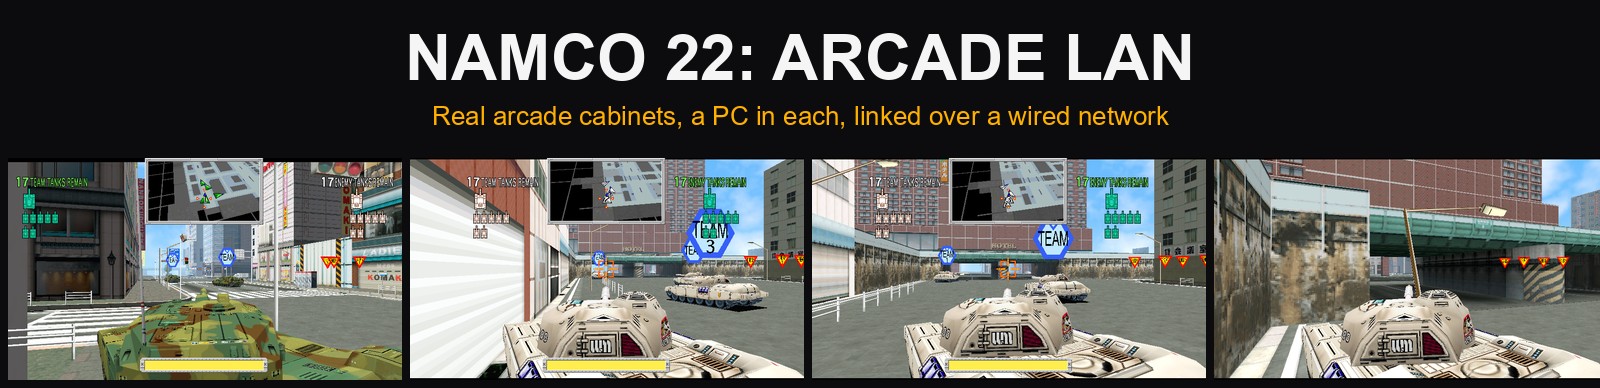 NAMCO 22: ARCADE LAN
Real arcade cabinets, a PC in each, linked over a wired network
17 TEAM TANKS REMAIN
17 ENEMY TANKS REMAIN
KOMAK
17 TEAM TANKS REMAIN
17 ENEMY TANKS REMAIN
TEAM
3
17 TEAM TANKS REMAIN
17 ENEMY TANKS REMAIN
TEAM